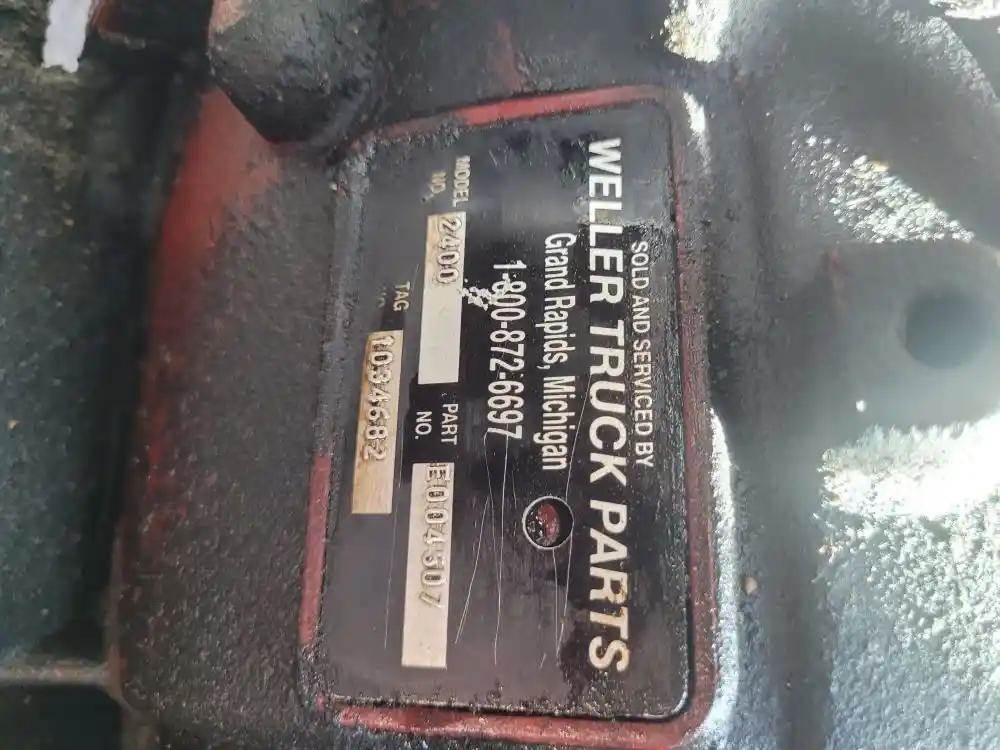 SOLD AND SERVICED BY
WELLER TRUCK PARTS
Grand Rapids, Michigan
1-800-872-6697
MODEL NO. 2400 PART NO. E004507
TAG 1034682